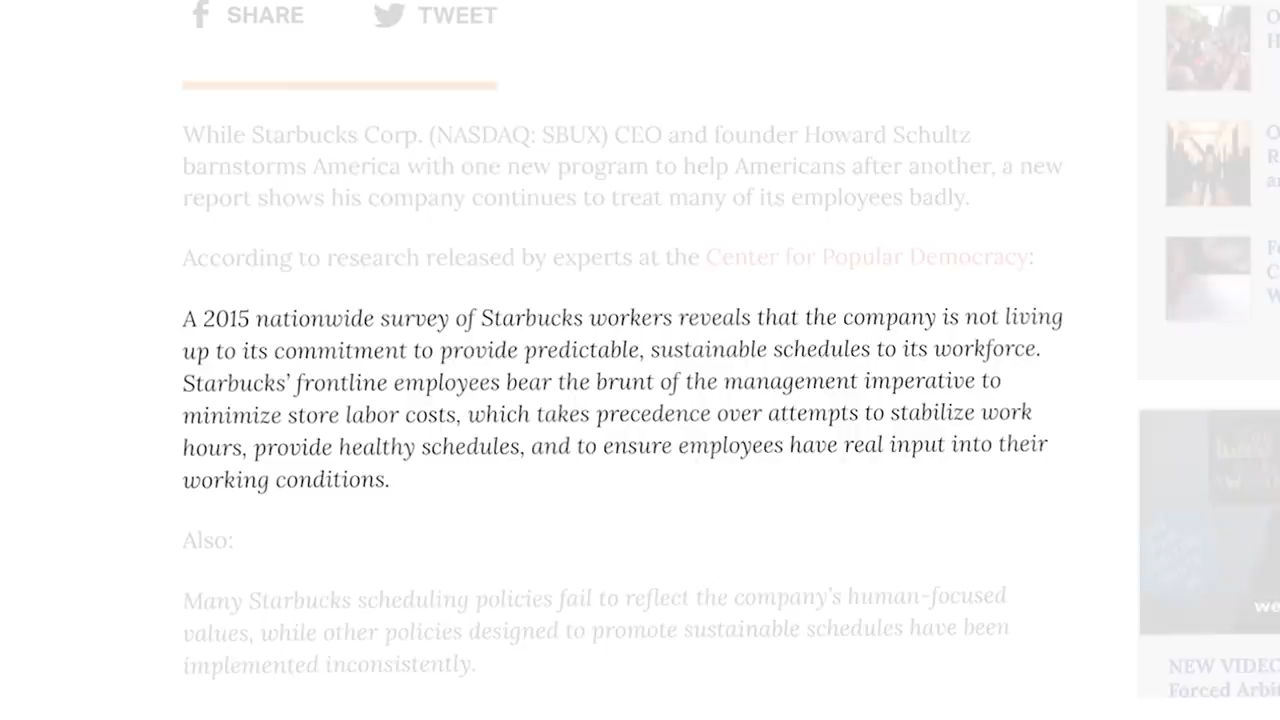 SHARE TWEET
While Starbucks Corp. (NASDAQ: SBUX) CEO and founder Howard Schultz
barnstorms America with one new program to help Americans after another, a new
report shows his company continues to treat many of its employees badly.
According to research released by experts at the Center for Popular Democracy:
A 2015 nationwide survey of Starbucks workers reveals that the company is not living
up to its commitment to provide predictable, sustainable schedules to its workforce.
Starbucks’ frontline employees bear the brunt of the management imperative to
minimize store labor costs, which takes precedence over attempts to stabilize work
hours, provide healthy schedules, and to ensure employees have real input into their
working conditions.
Also:
Many Starbucks scheduling policies fail to reflect the company’s human-focused
values, while other policies designed to promote sustainable schedules have been
implemented inconsistently.
we
NEW VIDEO
Forced Arbit